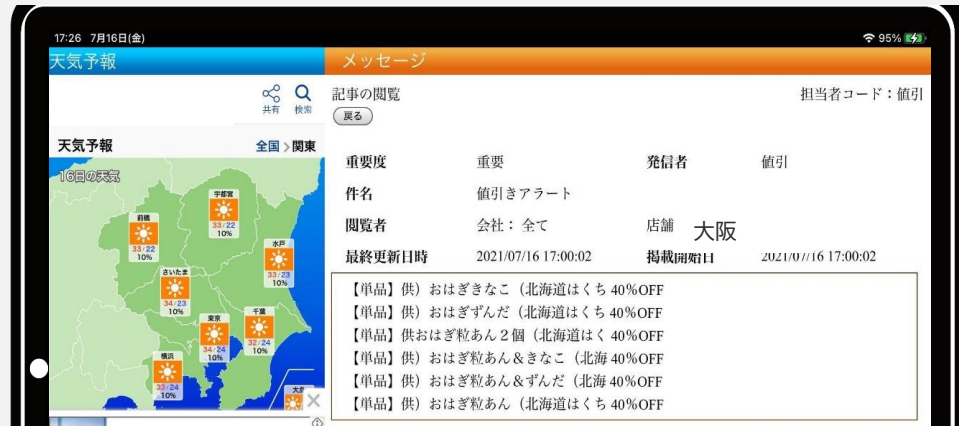 17:26 7月16日(金)
95%
天気予報
メッセージ
共有 検索
記事の閲覧
担当者コード：値引
戻る
天気予報
全国 > 関東
16日の天気
宇都宮
33/22
10%
前橋
33/22
10%
水戸
33/23
10%
さいたま
34/23
10%
東京
34/24
10%
千葉
32/24
10%
横浜
33/24
10%
重要度 重要 発信者 値引
件名 値引きアラート
閲覧者 会社： 全て 店舗 大阪
最終更新日時 2021/07/16 17:00:02 掲載開始日 2021/07/16 17:00:02
【単品】供）おはぎきなこ（北海道はくち 40%OFF
【単品】供）おはぎずんだ（北海道はくち 40%OFF
【単品】供おはぎ粒あん２個（北海道はく 40%OFF
【単品】供）おはぎ粒あん＆きなこ（北海 40%OFF
【単品】供）おはぎ粒あん＆ずんだ（北海 40%OFF
【単品】供）おはぎ粒あん（北海道はくち 40%OFF